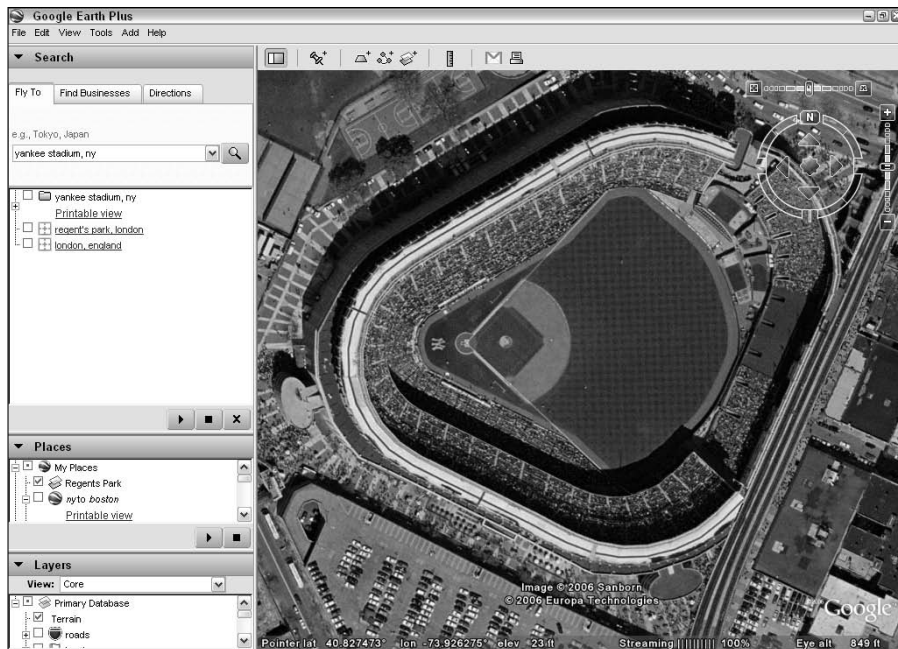 Google Earth Plus
File Edit View Tools Add Help
Search
Fly To Find Businesses Directions
e.g., Tokyo, Japan
yankee stadium, ny
yankee stadium, ny
Printable view
regent's park, london
london, england
Places
My Places
Regents Park
ny to boston
Printable view
Layers
View: Core
Primary Database
Terrain
roads
N
NY
Image © 2006 Sanborn
© 2006 Europa Technologies
Google
Pointer lat 40.827473° lon -73.926275° elev 23 ft Streaming 100% Eye alt 849 ft